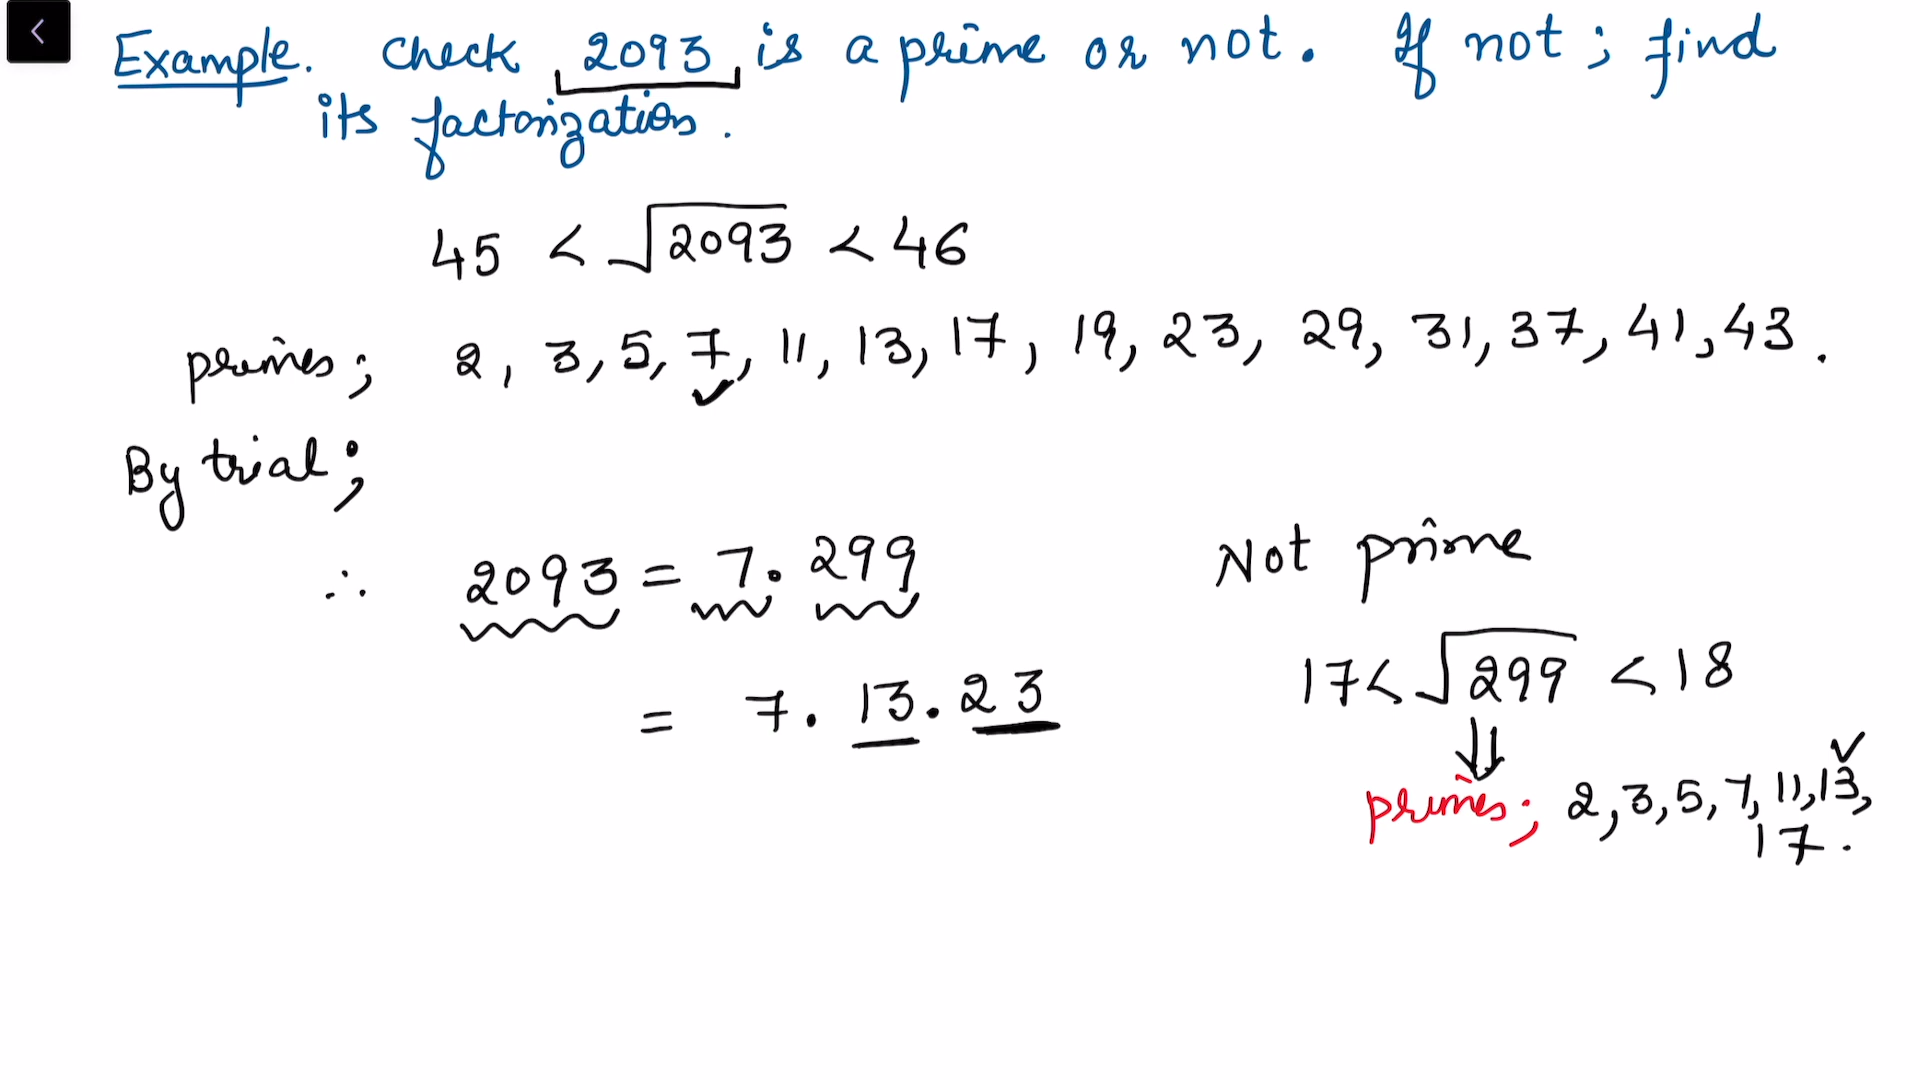 Example. Check 2093 is a prime or not. If not; find
its factorization.
45 < √2093 < 46
primes; 2, 3, 5, 7, 11, 13, 17, 19, 23, 29, 31, 37, 41, 43.
By trial;
∴ 2093 = 7. 299 Not prime
= 7. 13. 23
17 < √299 < 18
primes; 2, 3, 5, 7, 11, 13,
17.